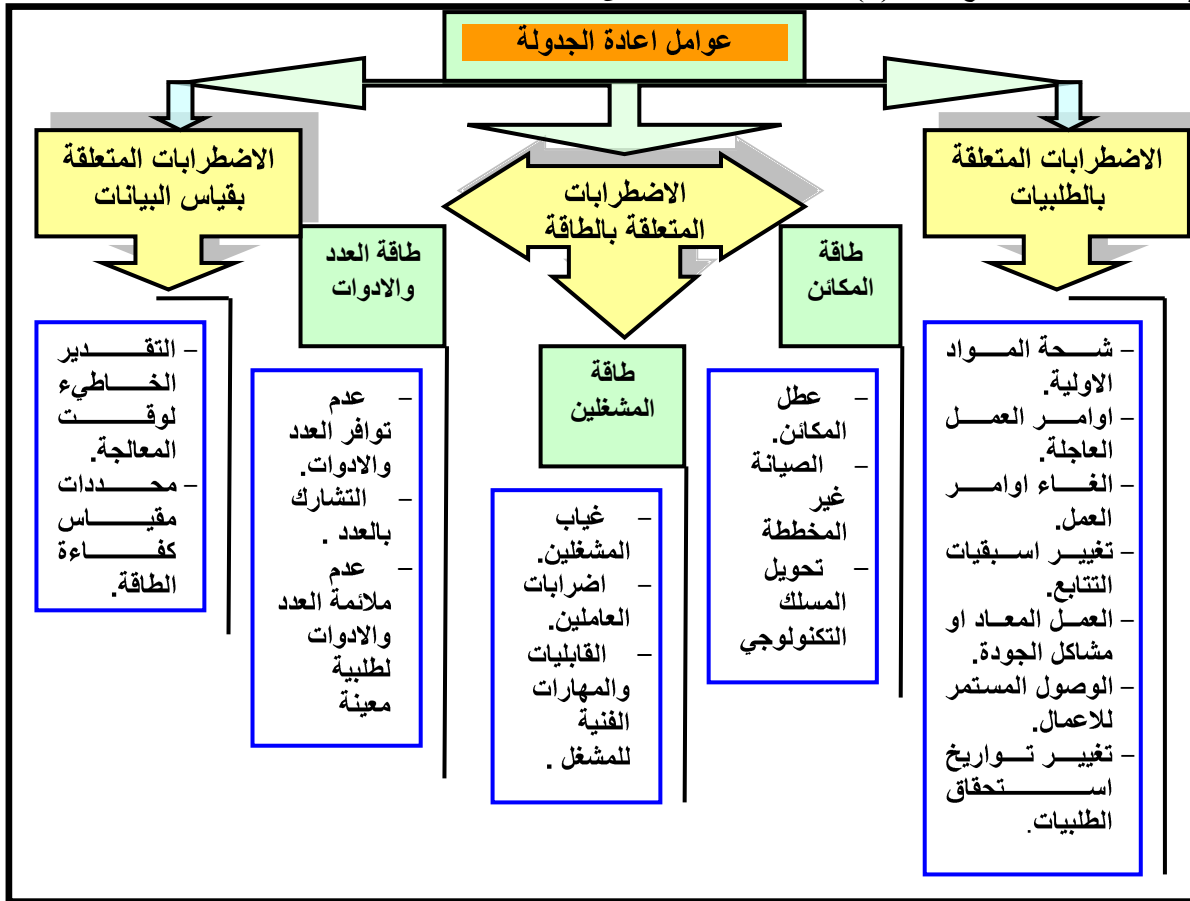 عوامل اعادة الجدولة
الاضطرابات المتعلقة
بالطلبيات
– شحة المواد
الاولية.
– اوامر العمل
العاجلة.
– الغاء اوامر
العمل.
– تغيير اسبقيات
التتابع.
– العمل المعاد او
مشاكل الجودة.
– الوصول المستمر
للاعمال.
– تغيير تواريخ
استحقاق
الطلبيات.
الاضطرابات
المتعلقة بالطاقة
طاقة
المكائن
– عطل
المكائن.
– الصيانة
غير
المخططة
– تحويل
المسلك
التكنولوجي
طاقة
المشغلين
– غياب
المشغلين.
– اضرابات
العاملين.
– القابليات
والمهارات
الفنية
للمشغل .
طاقة العدد
والادوات
– عدم
توافر العدد
والادوات.
– التشارك
بالعدد .
– عدم
ملائمة العدد
والادوات
لطلبية
معينة
الاضطرابات المتعلقة
بقياس البيانات
– التقدير
الخاطيء
لوقت
المعالجة.
– محددات
مقياس
كفاءة
الطاقة.